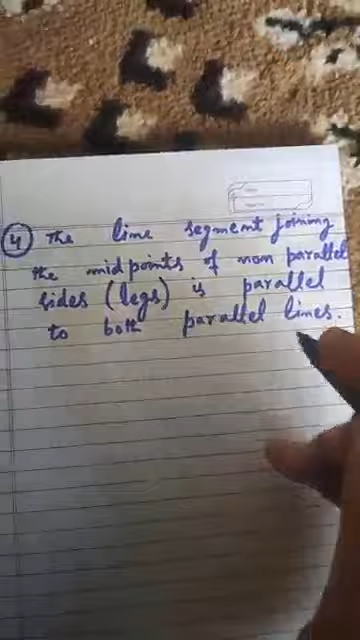 4 The line segment joining
the midpoints of non parallel
sides (legs) is parallel
to both parallel lines.